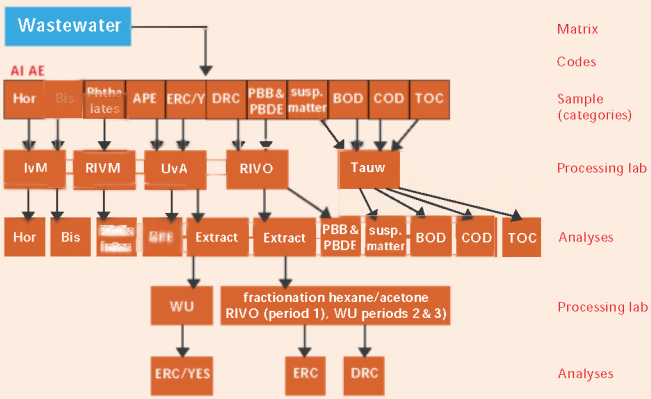 Wastewater
Matrix
Codes
AI AE
Hor Bis Phtha lates APE ERC/Y DRC PBB & PBDE susp. matter BOD COD TOC
Sample (categories)
IvM RIVM UvA RIVO Tauw
Processing lab
Hor Bis Extract Extract PBB & PBDE susp. matter BOD COD TOC
Analyses
WU
fractionation hexane/acetone
RIVO (period 1), WU periods 2 & 3)
Processing lab
ERC/YES ERC DRC
Analyses